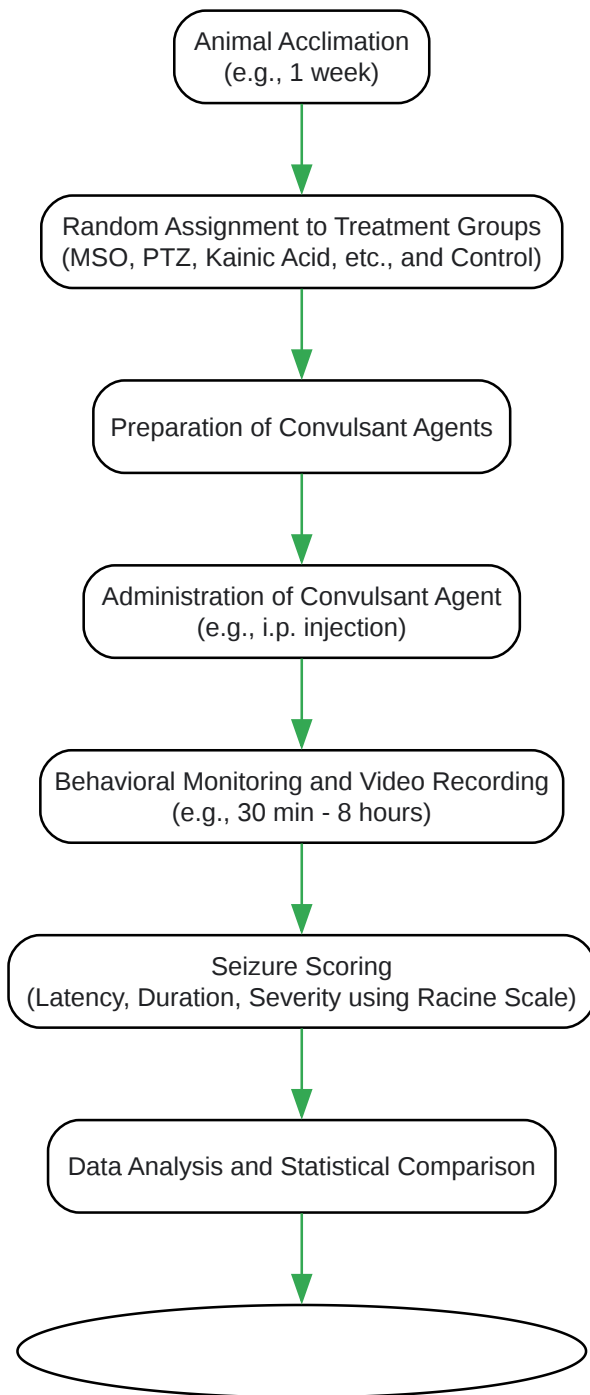 Animal Acclimation
(e.g., 1 week)
Random Assignment to Treatment Groups
(MSO, PTZ, Kainic Acid, etc., and Control)
Preparation of Convulsant Agents
Administration of Convulsant Agent
(e.g., i.p. injection)
Behavioral Monitoring and Video Recording
(e.g., 30 min - 8 hours)
Seizure Scoring
(Latency, Duration, Severity using Racine Scale)
Data Analysis and Statistical Comparison